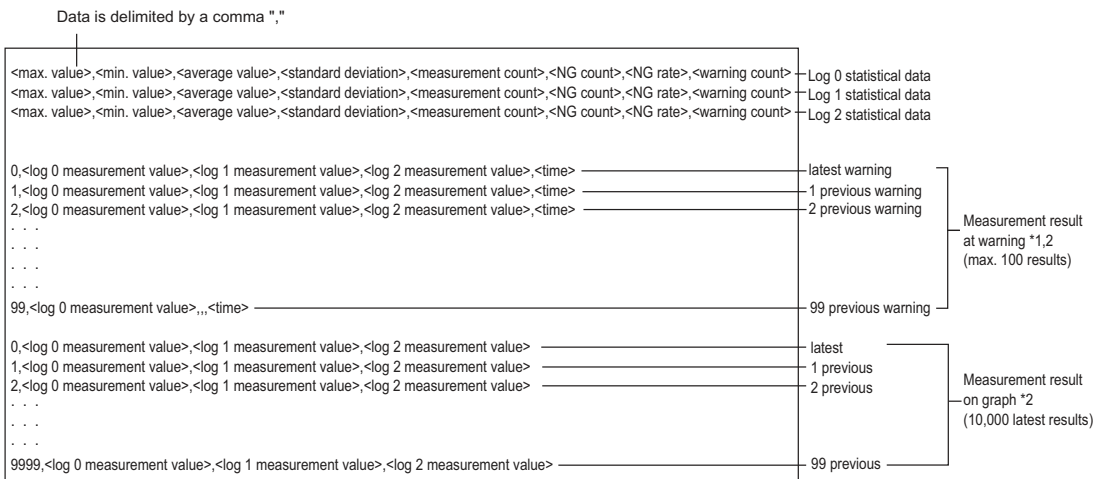 Data is delimited by a comma ","
<max. value>,<min. value>,<average value>,<standard deviation>,<measurement count>,<NG count>,<NG rate>,<warning count> Log 0 statistical data
<max. value>,<min. value>,<average value>,<standard deviation>,<measurement count>,<NG count>,<NG rate>,<warning count> Log 1 statistical data
<max. value>,<min. value>,<average value>,<standard deviation>,<measurement count>,<NG count>,<NG rate>,<warning count> Log 2 statistical data
0,<log 0 measurement value>,<log 1 measurement value>,<log 2 measurement value>,<time> latest warning
1,<log 0 measurement value>,<log 1 measurement value>,<log 2 measurement value>,<time> 1 previous warning
2,<log 0 measurement value>,<log 1 measurement value>,<log 2 measurement value>,<time> 2 previous warning
. . .
. . .
. . .
. . .
Measurement result
at warning *1,2
(max. 100 results)
99,<log 0 measurement value>,,,<time> 99 previous warning
0,<log 0 measurement value>,<log 1 measurement value>,<log 2 measurement value> latest
1,<log 0 measurement value>,<log 1 measurement value>,<log 2 measurement value> 1 previous
2,<log 0 measurement value>,<log 1 measurement value>,<log 2 measurement value> 2 previous
. . .
. . .
. . .
Measurement result
on graph *2
(10,000 latest results)
9999,<log 0 measurement value>,<log 1 measurement value>,<log 2 measurement value> 99 previous